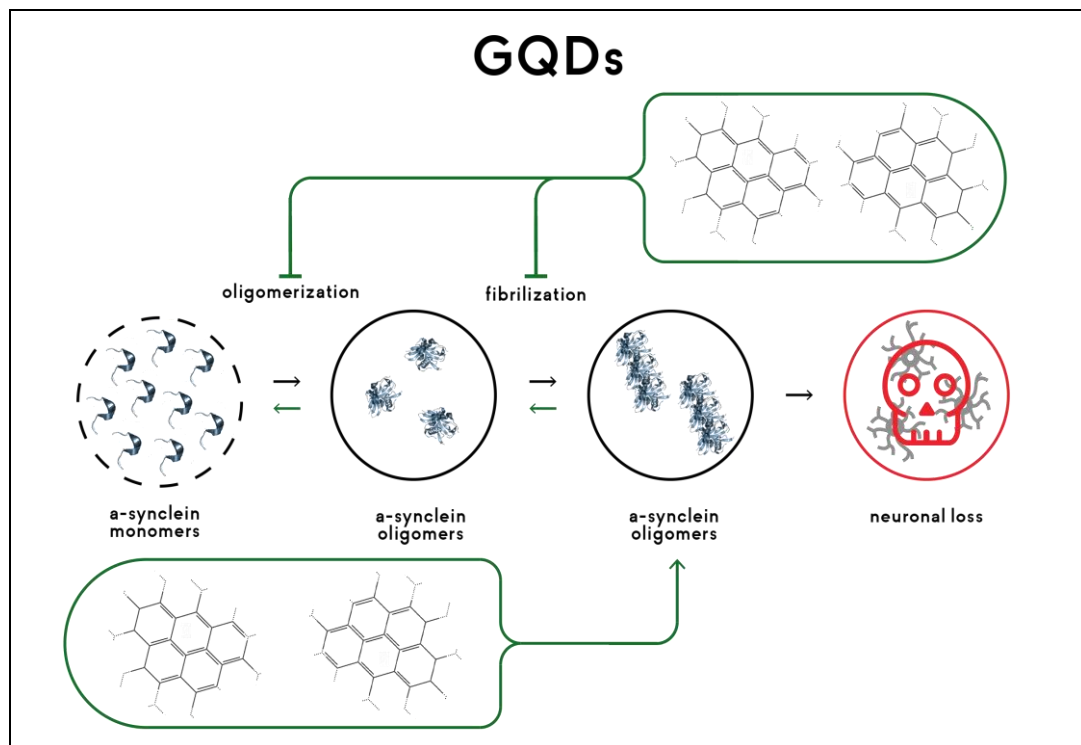 GQDs
oligomerization
fibrilization
a-synclein
monomers
a-synclein
oligomers
a-synclein
oligomers
neuronal loss